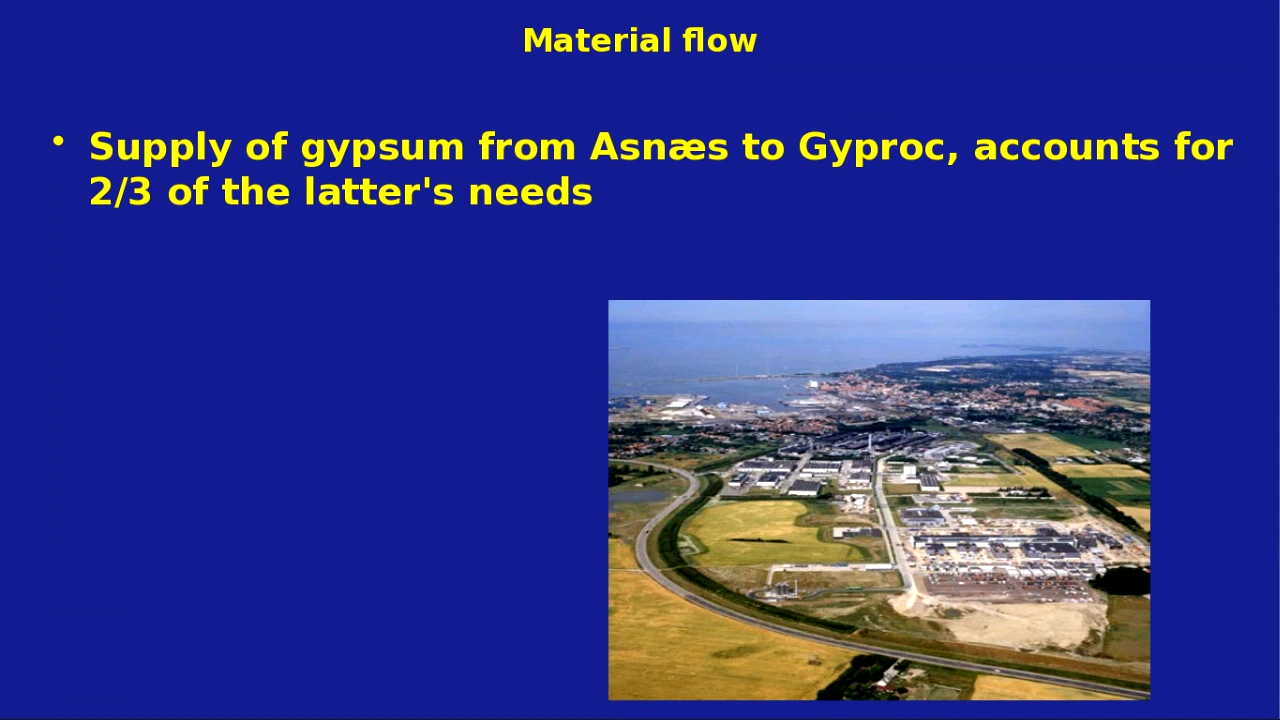 Material flow
• Supply of gypsum from Asnæs to Gyproc, accounts for
2/3 of the latter's needs